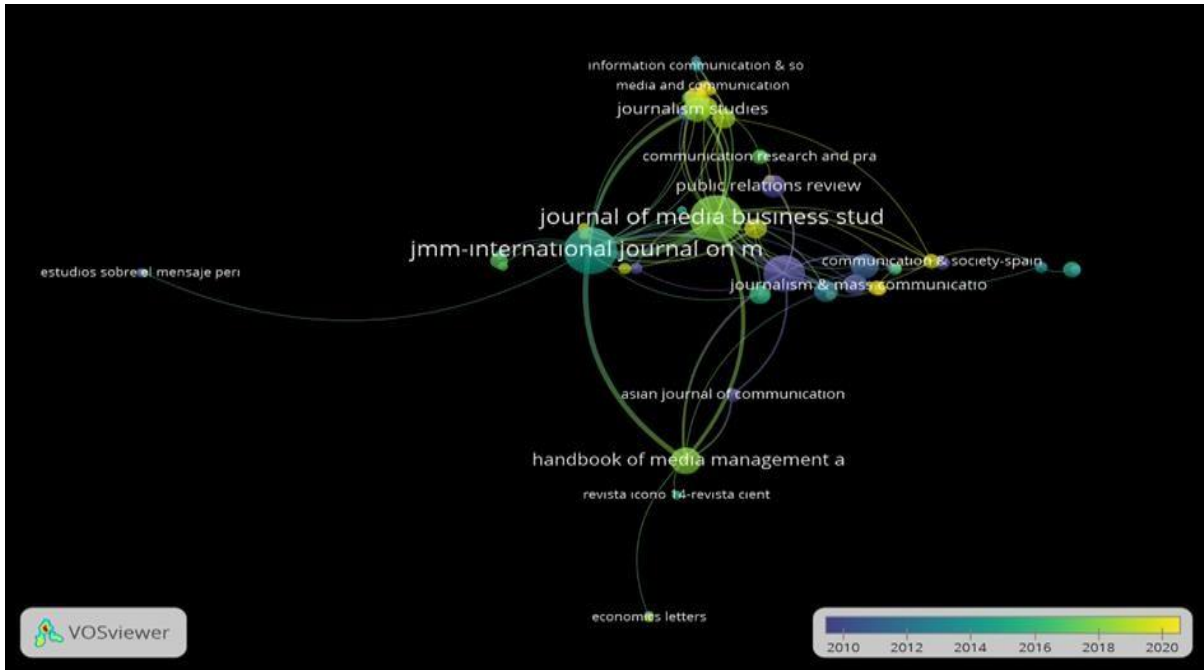 information communication & so
media and communication
journalism studies
communication research and pra
public relations review
journal of media business stud
jmm-international journal on m
communication & society-spain
estudios sobre el mensaje peri
journalism & mass communicatio
asian journal of communication
handbook of media management a
revista icono 14-revista cient
economics letters
VOSviewer
2010 2012 2014 2016 2018 2020